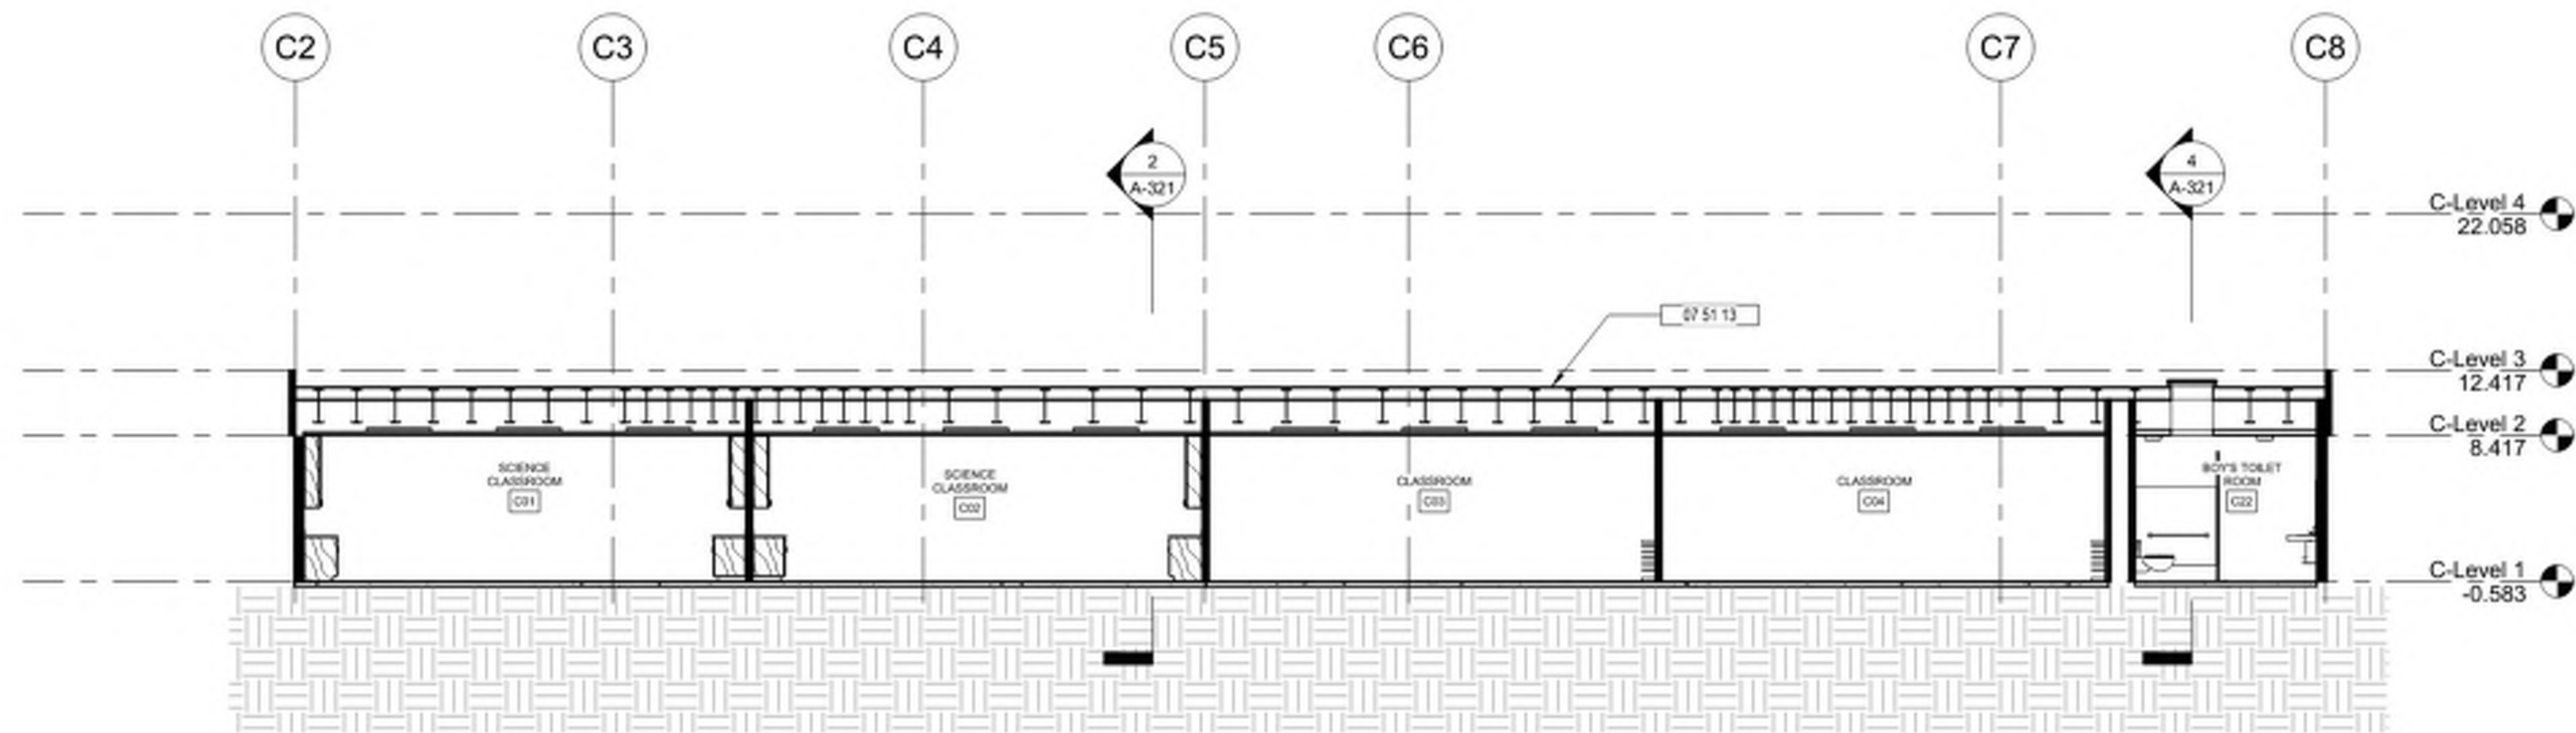 C2 C3 C4 C5 C6 C7 C8
2
A-321
4
A-321
C-Level 4
22.058
07 51 13
C-Level 3
12.417
C-Level 2
8.417
SCIENCE
CLASSROOM
C01
SCIENCE
CLASSROOM
C02
CLASSROOM
C03
CLASSROOM
C04
BOY'S TOILET
ROOM
C22
C-Level 1
-0.583